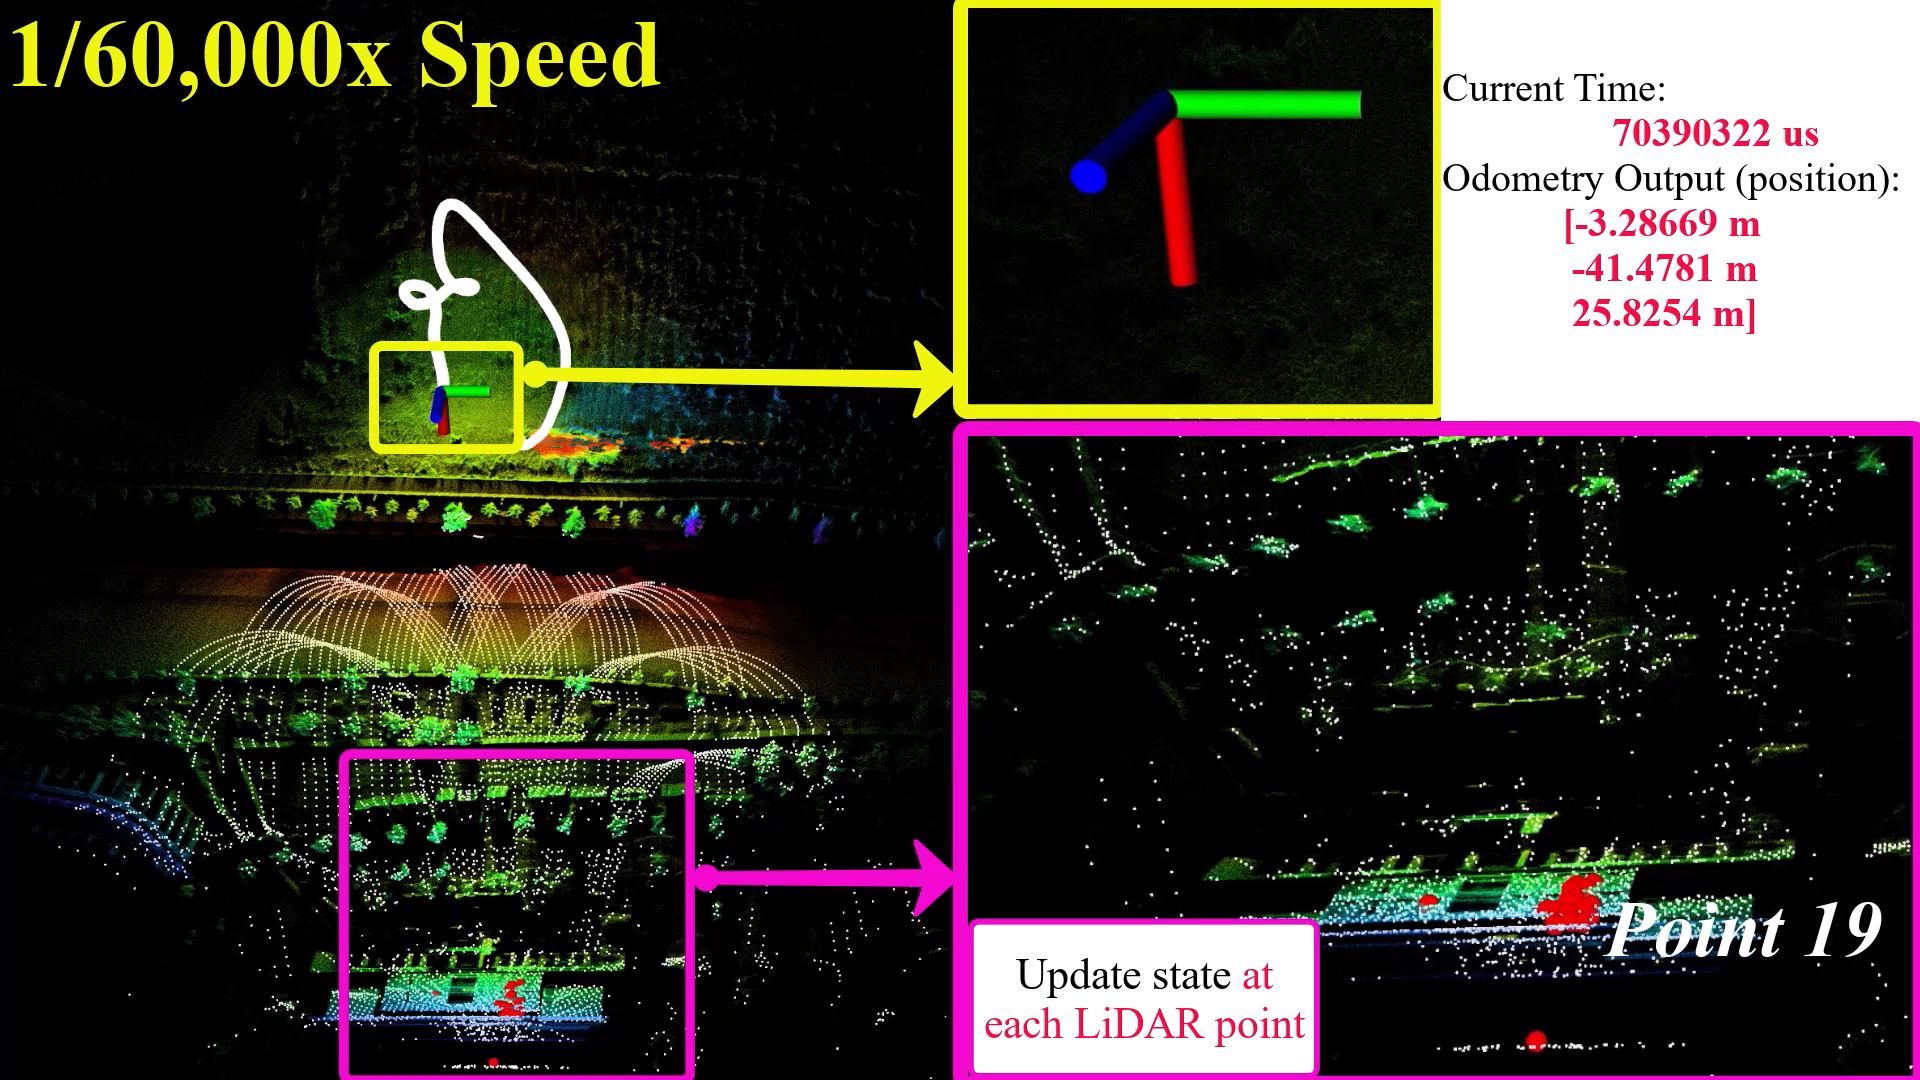 1/60,000x Speed
Current Time:
70390322 us
Odometry Output (position):
[-3.28669 m
-41.4781 m
25.8254 m]
Point 19
Update state at
each LiDAR point